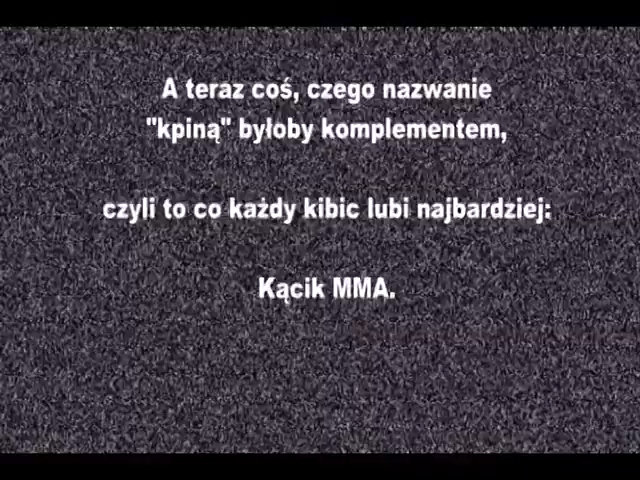 A teraz coś, czego nazwanie
"kpiną" byłoby komplementem,
czyli to co każdy kibic lubi najbardziej:
Kącik MMA.